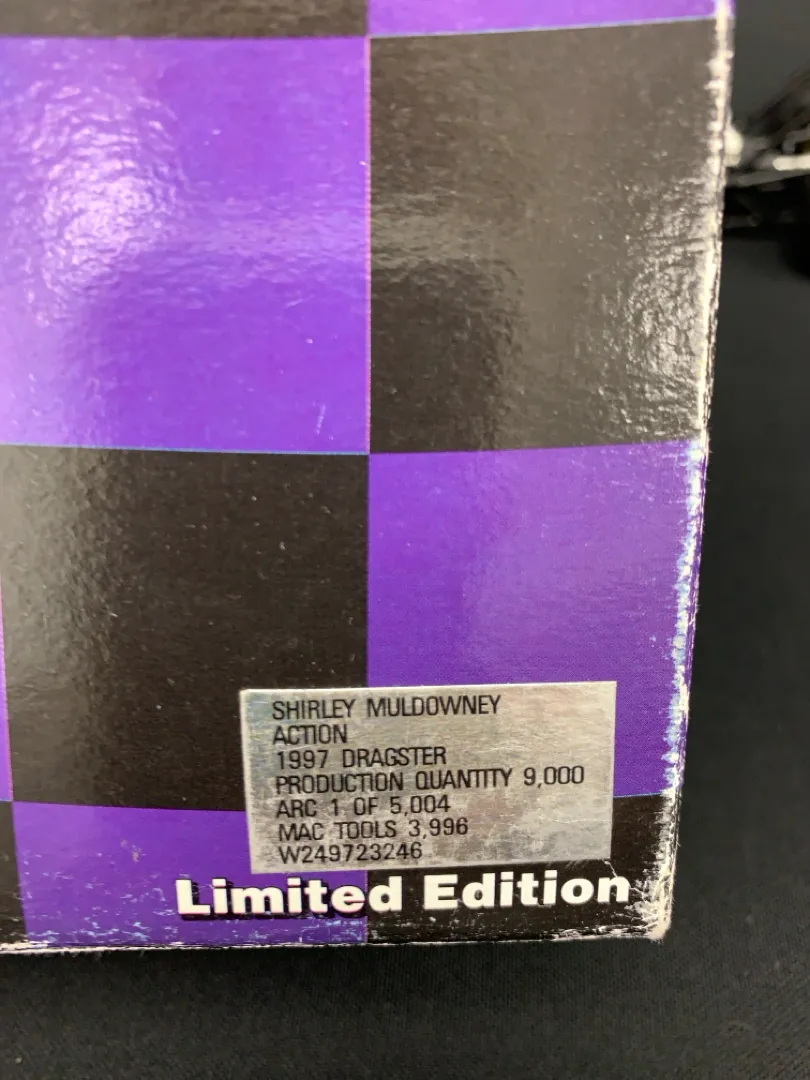 SHIRLEY MULDOWNEY
ACTION
1997 DRAGSTER
PRODUCTION QUANTITY 9,000
ARC 1 OF 5,004
MAC TOOLS 3,996
W249723246
Limited Edition